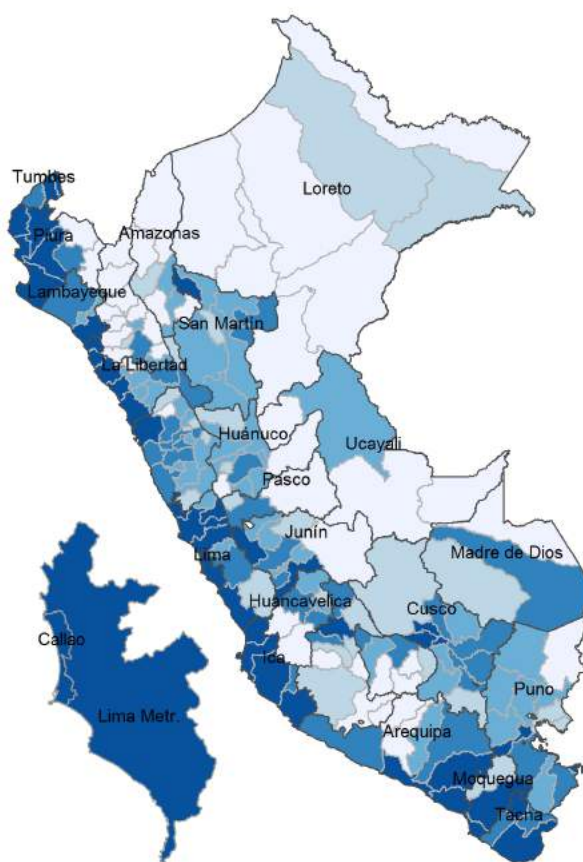 Loreto
Tumbes
Piura
Amazonas
Lambayeque
San Martín
La Libertad
Huánuco
Ucayali
Pasco
Junín
Lima
Madre de Dios
Huancavelica
Cusco
Callao
Ica
Puno
Lima Metr.
Arequipa
Moquegua
Tacna